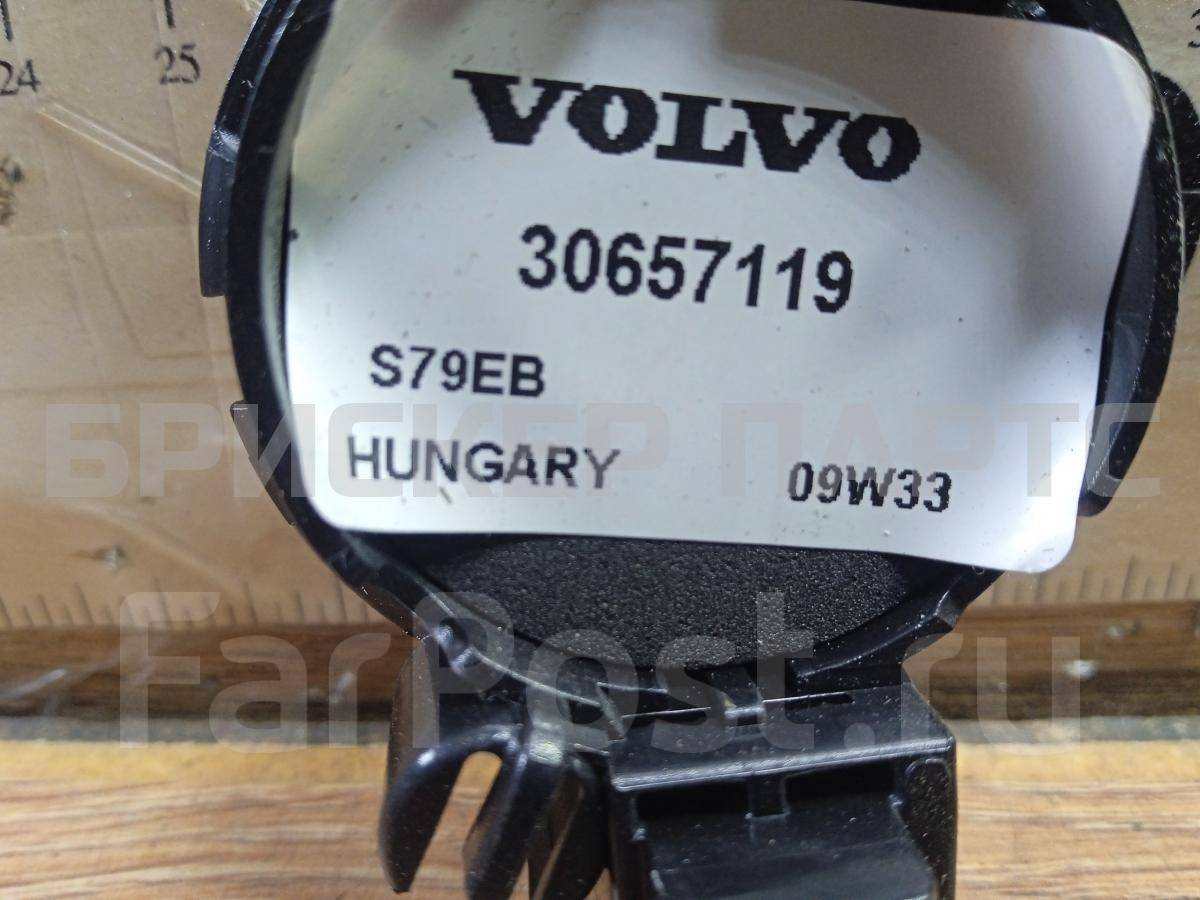 24 25
VOLVO
30657119
S79EB
БРИСКЕР ПАРТС
HUNGARY 09W33
FarPost.ru